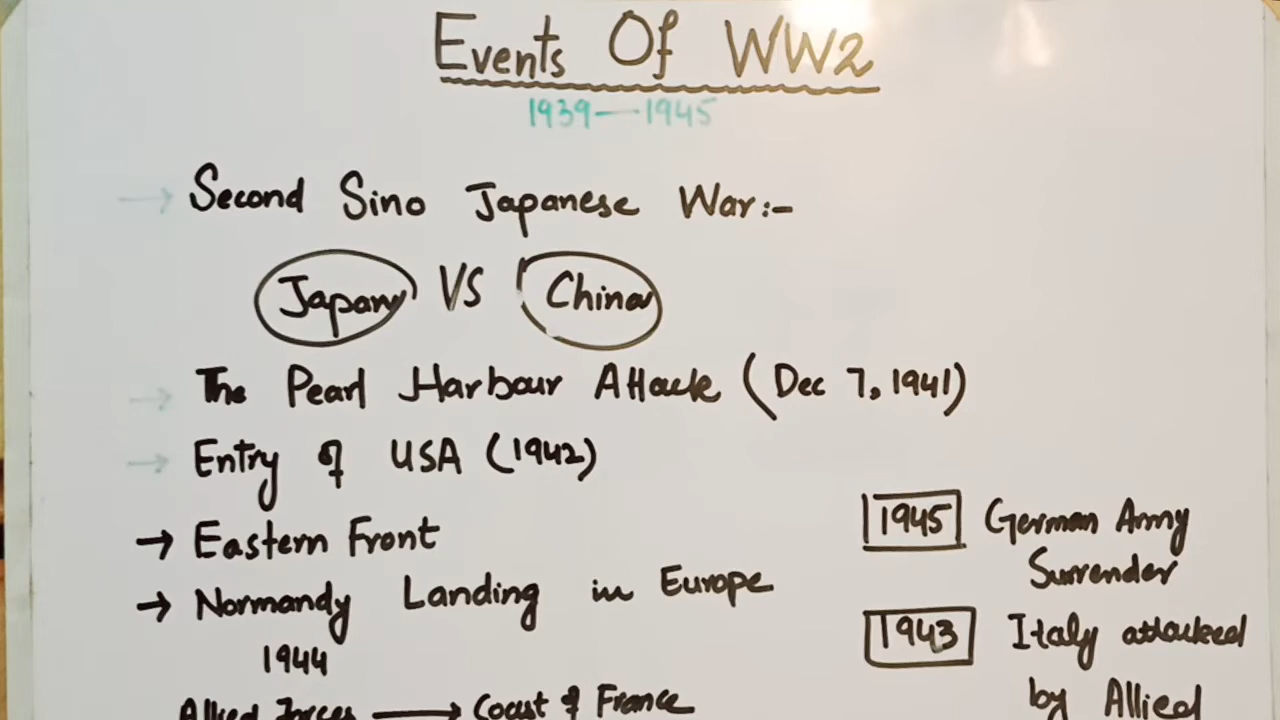 Events Of WW2
1939—1945
→ Second Sino Japanese War:-
Japan VS China
→ The Pearl Harbour Attack (Dec 7, 1941)
→ Entry of USA (1942)
→ Eastern Front
→ Normandy Landing in Europe
1944
Allied Forces → Coast of France
1945 German Army
Surrender
1943 Italy attacked
by Allied